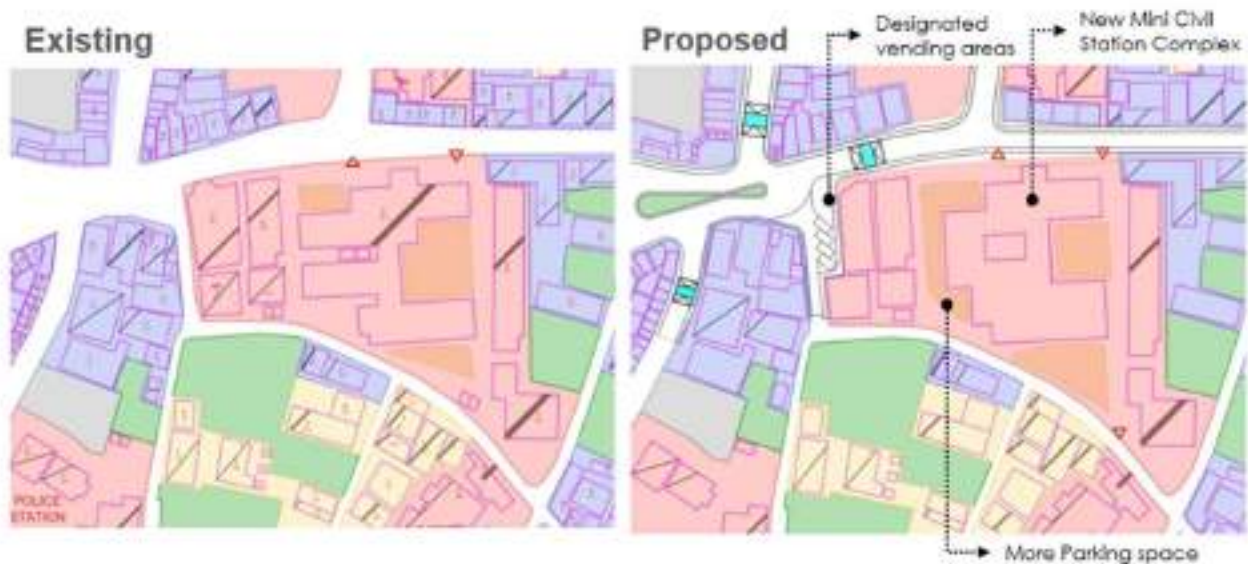 Existing
Proposed
Designated
vending areas
New Mini Civil
Station Complex
POLICE
STATION
More Parking space